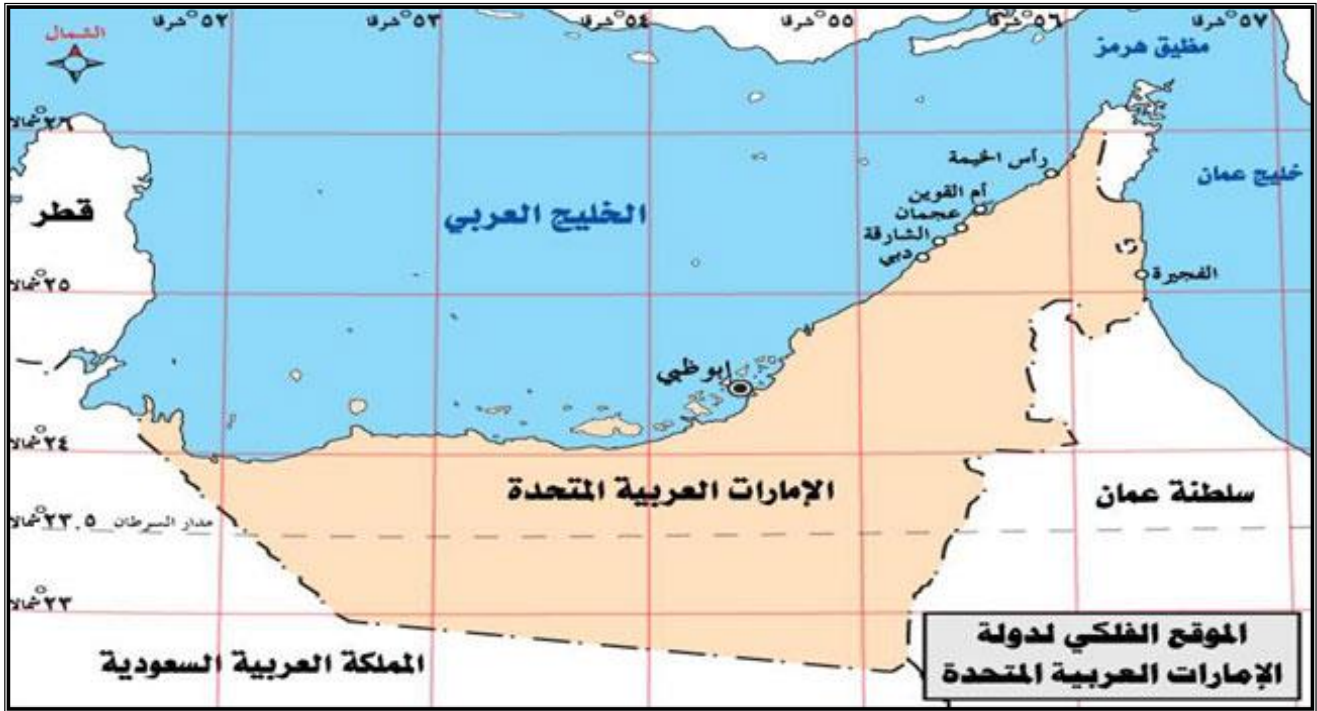 °٥٢ شرقا
°٥٣ شرقا
°٥٤ شرقا
°٥٥ شرقا
°٥٦ شرقا
°٥٧ شرقا
الشمال
مظيق هرمز
°٢٦ شمالا
رأس الخيمة
خليج عمان
أم القوين
قطر
الخليج العربي
عجمان
الشارقة
دبي
الفجيرة
°٢٥ شمالا
ابوظبي
°٢٤ شمالا
الإمارات العربية المتحدة
سلطنة عمان
°٢٣.٥ شمالا
مدار السرطان
°٢٣ شمالا
الموقع الفلكي لدولة
الإمارات العربية المتحدة
المملكة العربية السعودية